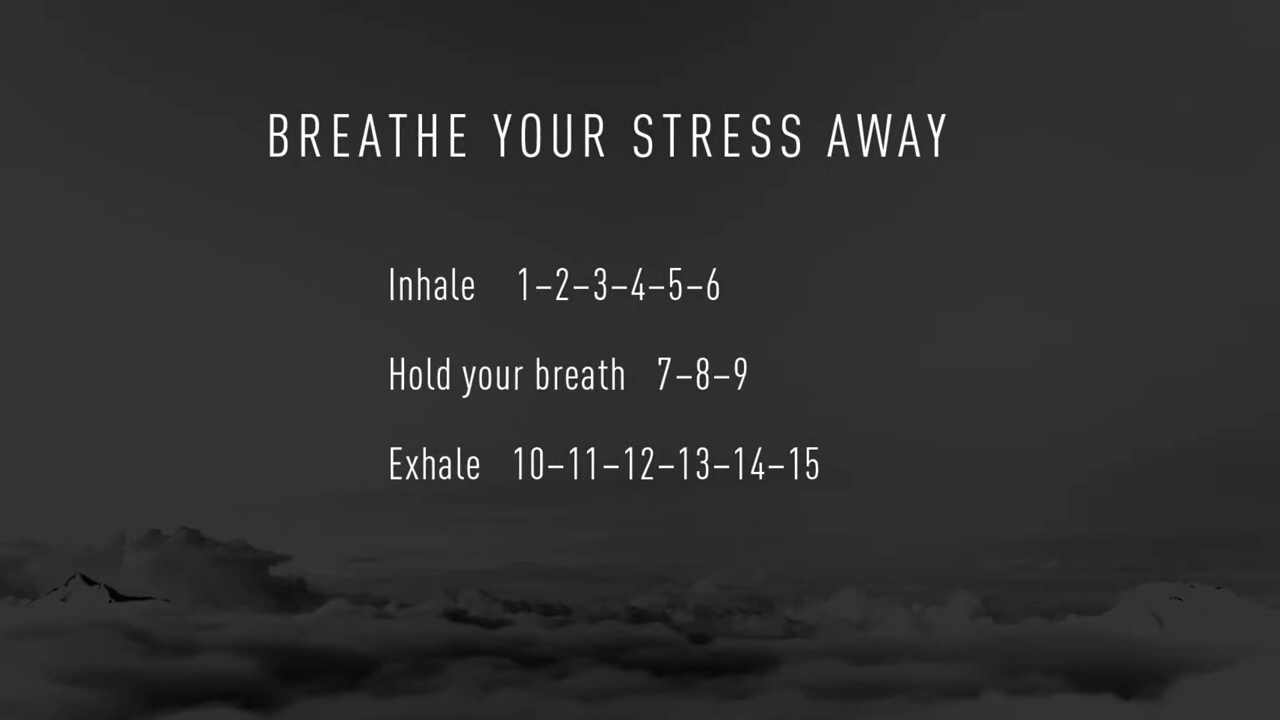 BREATHE YOUR STRESS AWAY
Inhale 1–2–3–4–5–6
Hold your breath 7–8–9
Exhale 10–11–12–13–14–15